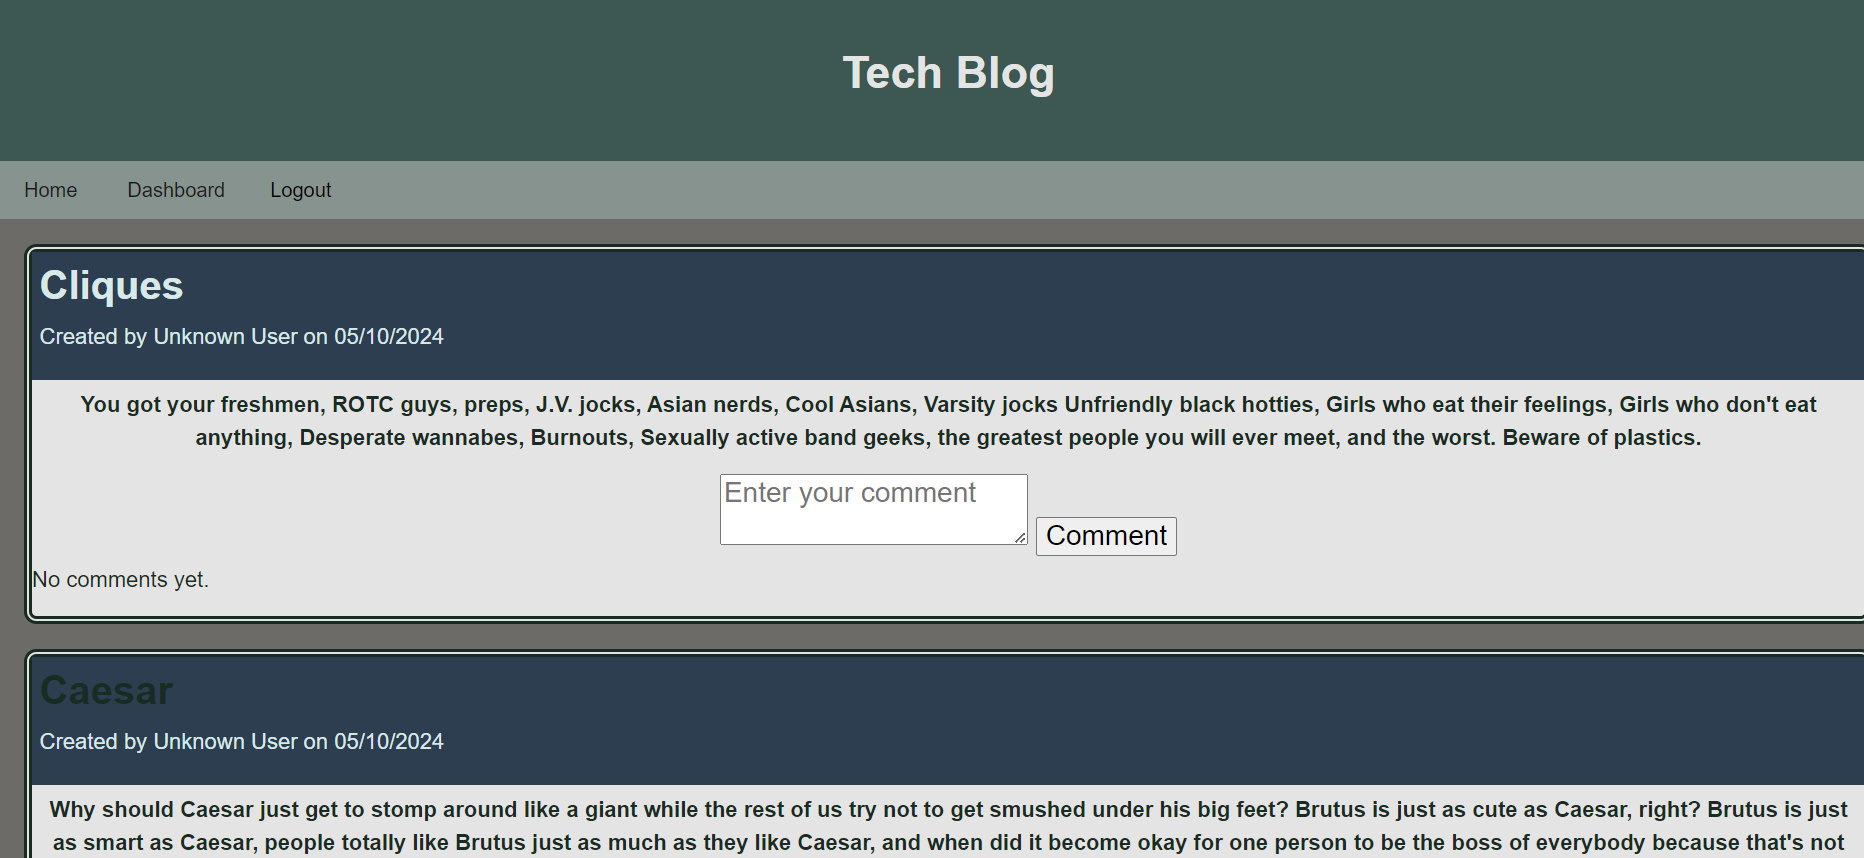 Tech Blog
Home Dashboard Logout
Cliques
Created by Unknown User on 05/10/2024
You got your freshmen, ROTC guys, preps, J.V. jocks, Asian nerds, Cool Asians, Varsity jocks Unfriendly black hotties, Girls who eat their feelings, Girls who don't eat
anything, Desperate wannabes, Burnouts, Sexually active band geeks, the greatest people you will ever meet, and the worst. Beware of plastics.
Enter your comment
Comment
No comments yet.
Caesar
Created by Unknown User on 05/10/2024
Why should Caesar just get to stomp around like a giant while the rest of us try not to get smushed under his big feet? Brutus is just as cute as Caesar, right? Brutus is just
as smart as Caesar, people totally like Brutus just as much as they like Caesar, and when did it become okay for one person to be the boss of everybody because that's not